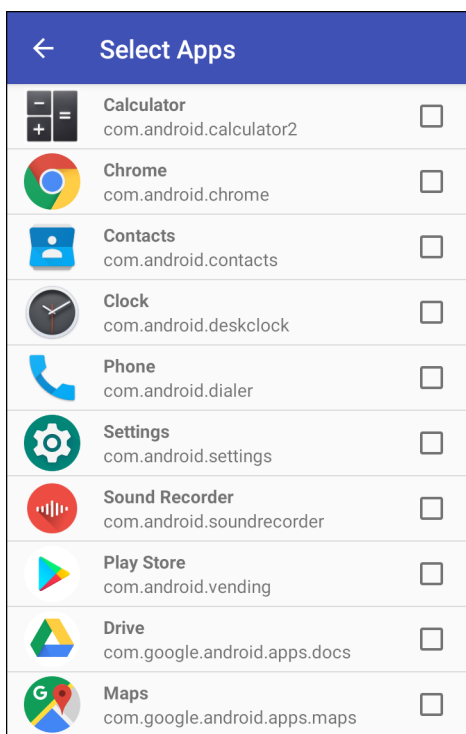 Select Apps
Calculator
com.android.calculator2
Chrome
com.android.chrome
Contacts
com.android.contacts
Clock
com.android.deskclock
Phone
com.android.dialer
Settings
com.android.settings
Sound Recorder
com.android.soundrecorder
Play Store
com.android.vending
Drive
com.google.android.apps.docs
G
Maps
com.google.android.apps.maps